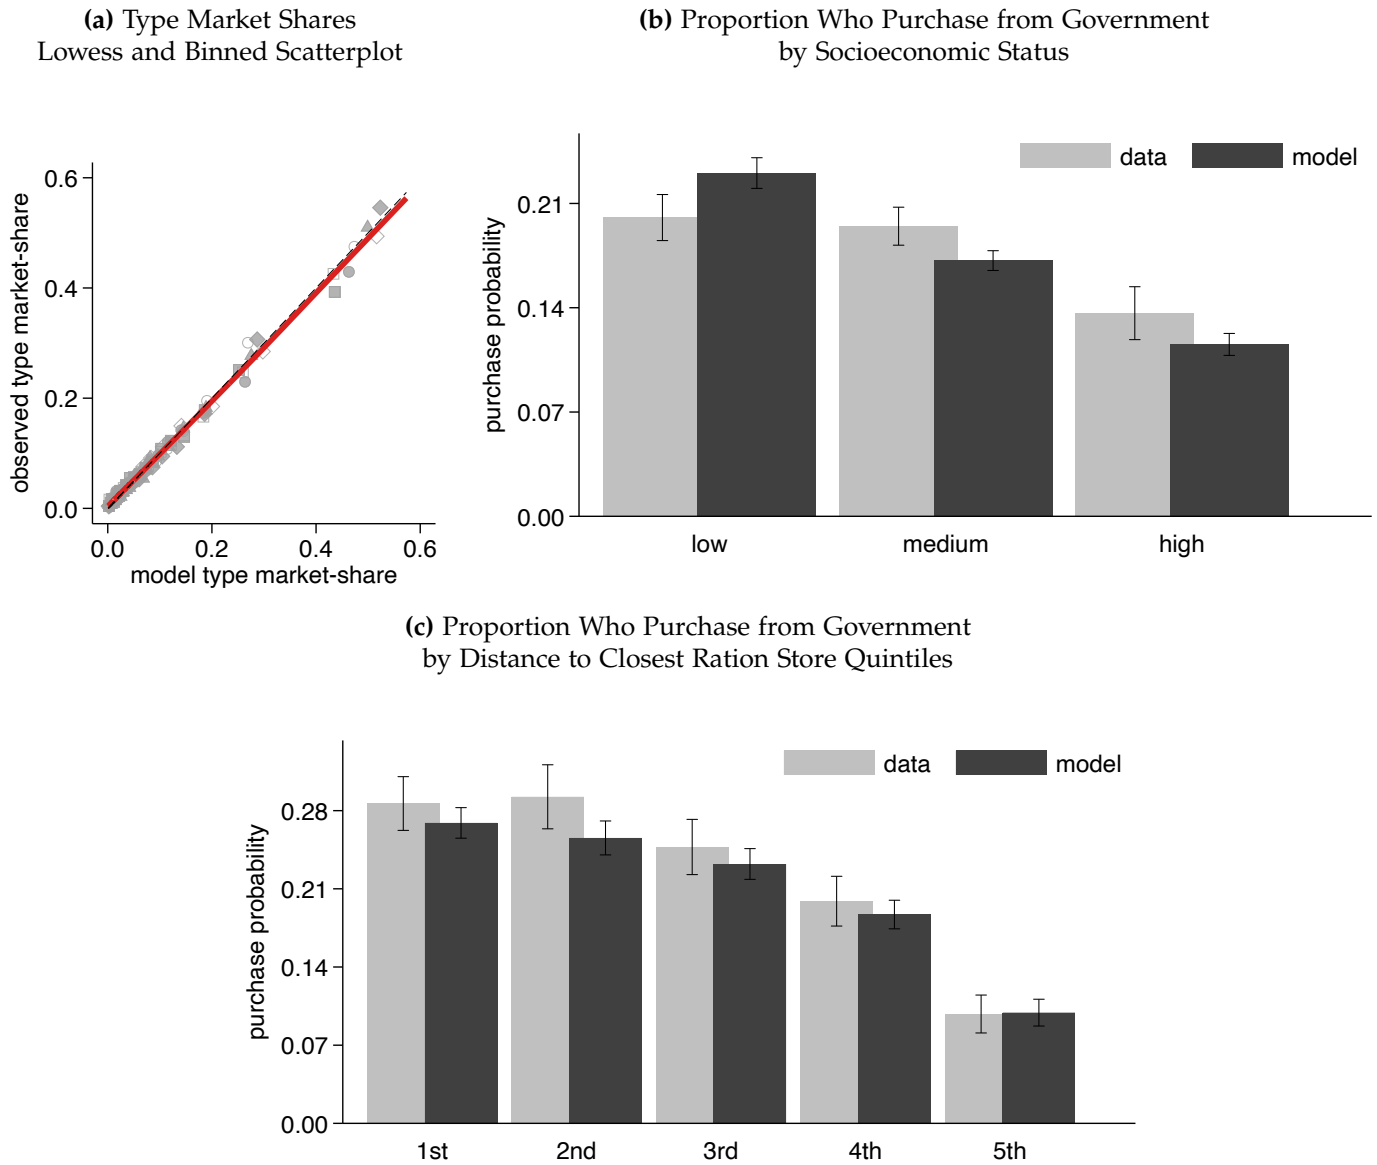 (a) Type Market Shares
Lowess and Binned Scatterplot
0.6
0.4
0.2
0.0
observed type market-share
0.0 0.2 0.4 0.6
model type market-share
(b) Proportion Who Purchase from Government
by Socioeconomic Status
data model
0.21
0.14
0.07
0.00
purchase probability
low medium high
(c) Proportion Who Purchase from Government
by Distance to Closest Ration Store Quintiles
data model
0.28
0.21
0.14
0.07
0.00
purchase probability
1st 2nd 3rd 4th 5th